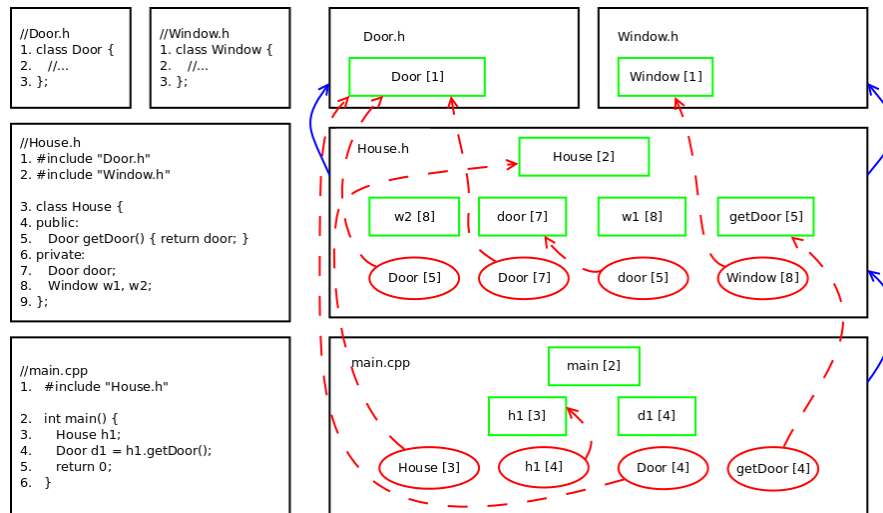 //Door.h
1. class Door {
2.    //...
3. };
//Window.h
1. class Window {
2.    //...
3. };
Door.h
Door [1]
Window.h
Window [1]
//House.h
1. #include "Door.h"
2. #include "Window.h"
3. class House {
4. public:
5.    Door getDoor() { return door; }
6. private:
7.    Door door;
8.    Window w1, w2;
9. };
House.h
House [2]
w2 [8]
door [7]
w1 [8]
getDoor [5]
Door [5]
Door [7]
door [5]
Window [8]
//main.cpp
1.   #include "House.h"
2.   int main() {
3.      House h1;
4.      Door d1 = h1.getDoor();
5.      return 0;
6.   }
main.cpp
main [2]
h1 [3]
d1 [4]
House [3]
h1 [4]
Door [4]
getDoor [4]